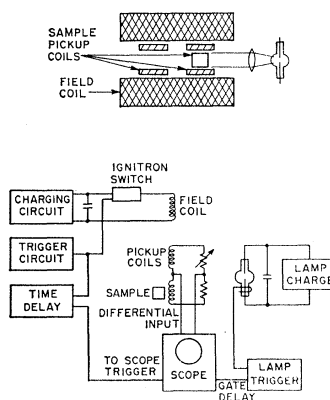 SAMPLE
PICKUP
COILS
FIELD
COIL
IGNITRON
SWITCH
CHARGING
CIRCUIT
FIELD
COIL
TRIGGER
CIRCUIT
PICKUP
COILS
LAMP
CHARGE
TIME
DELAY
SAMPLE
DIFFERENTIAL
INPUT
TO SCOPE
TRIGGER
SCOPE
GATE
DELAY
LAMP
TRIGGER